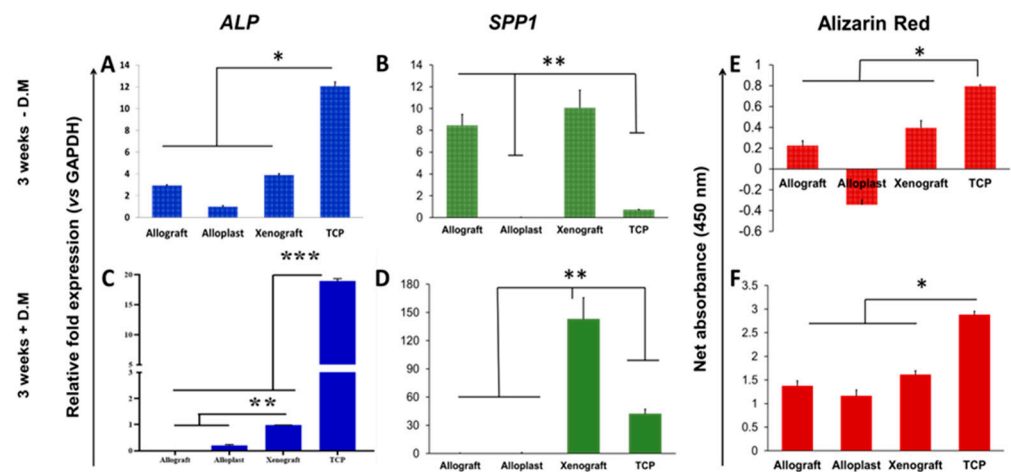 ALP
SPP1
Alizarin Red
3 weeks - D.M
3 weeks + D.M
Relative fold expression (vs GAPDH)
Net absorbance (450 nm)
A
*
14
12
10
8
6
4
2
0
Allograft Alloplast Xenograft TCP
B
**
14
12
10
8
6
4
2
0
Allograft Alloplast Xenograft TCP
E
*
1
0.8
0.6
0.4
0.2
0
-0.2
-0.4
-0.6
Allograft Alloplast Xenograft TCP
C
***
**
20
15
10
5
3
2
1
0
Allograft Alloplast Xenograft TCP
D
**
180
150
120
90
60
30
0
Allograft Alloplast Xenograft TCP
F
*
3.5
3
2.5
2
1.5
1
0.5
0
Allograft Alloplast Xenograft TCP